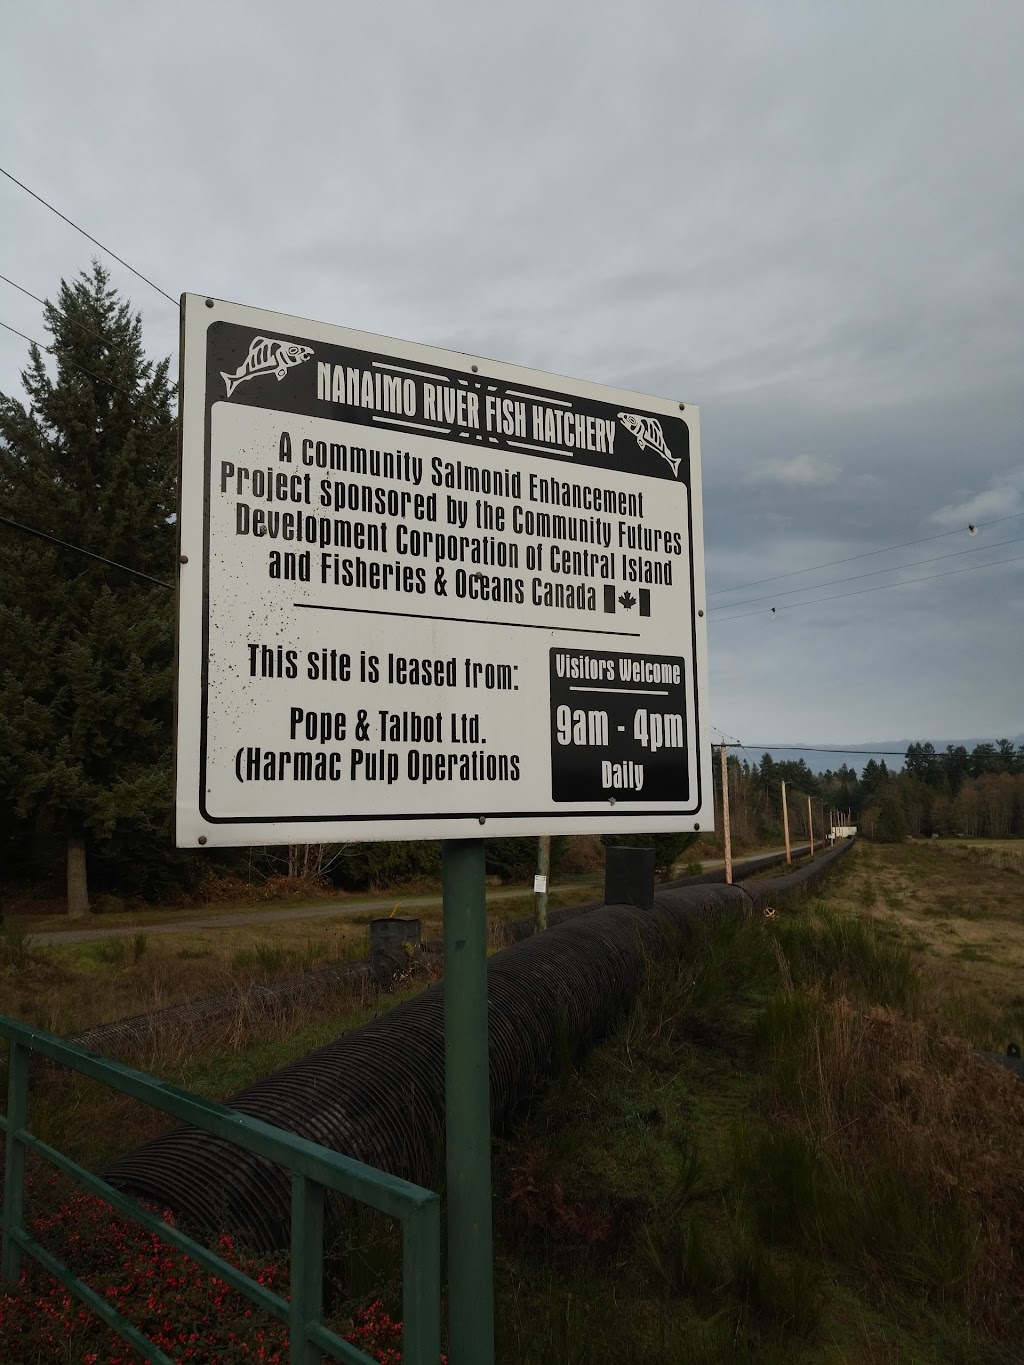 NANAIMO RIVER FISH HATCHERY
A community Salmonid Enhancement
Project sponsored by the Community Futures
Development Corporation of Central Island
and Fisheries & Oceans Canada
This site is leased from:
Pope & Talbot Ltd.
(Harmac Pulp Operations
Visitors Welcome
9am - 4pm
Daily